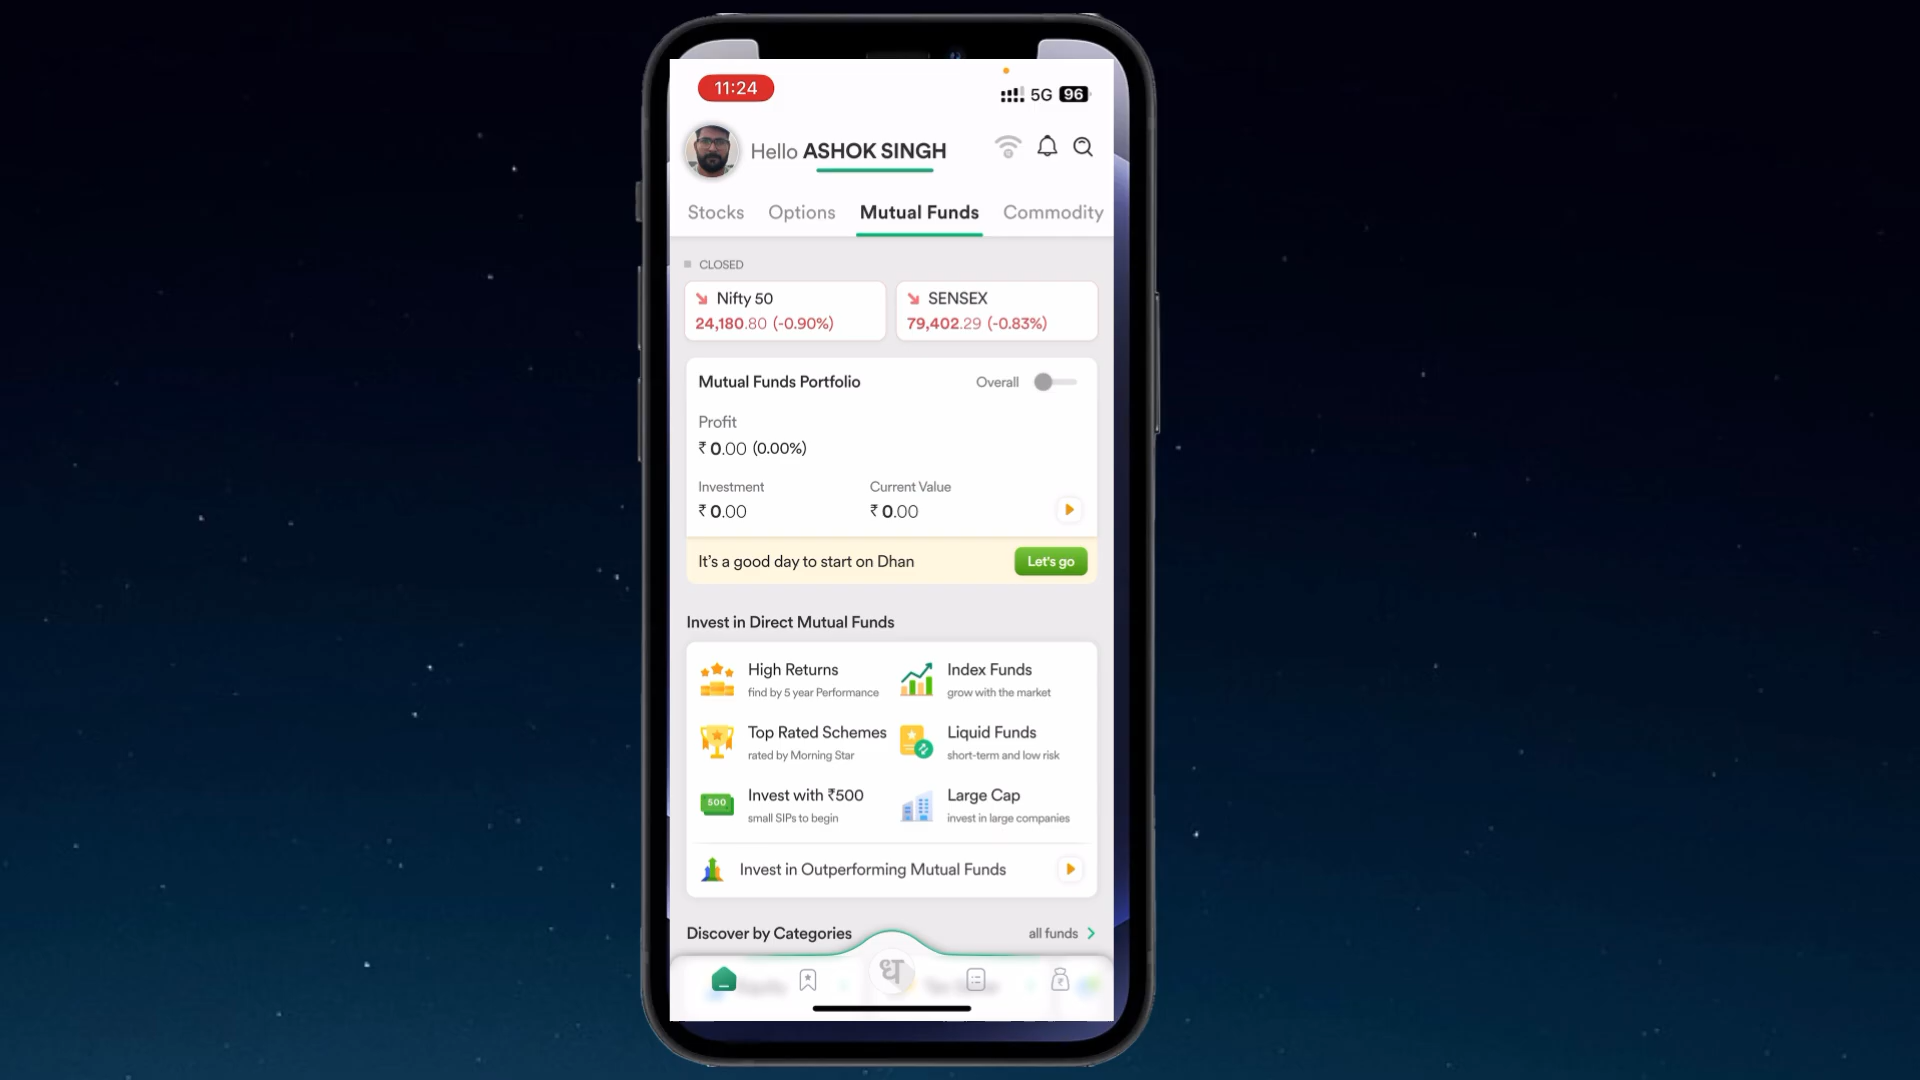 11:24
5G 96
Hello ASHOK SINGH
Stocks Options Mutual Funds Commodity
CLOSED
Nifty 50 SENSEX
24,180.80 (-0.90%) 79,402.29 (-0.83%)
Mutual Funds Portfolio Overall
Profit
₹ 0.00 (0.00%)
Investment Current Value
₹ 0.00 ₹ 0.00
It's a good day to start on Dhan Let's go
Invest in Direct Mutual Funds
High Returns Index Funds
find by 5 year Performance grow with the market
Top Rated Schemes Liquid Funds
rated by Morning Star short-term and low risk
500 Invest with ₹500 Large Cap
small SIPs to begin invest in large companies
Invest in Outperforming Mutual Funds
Discover by Categories all funds
ध